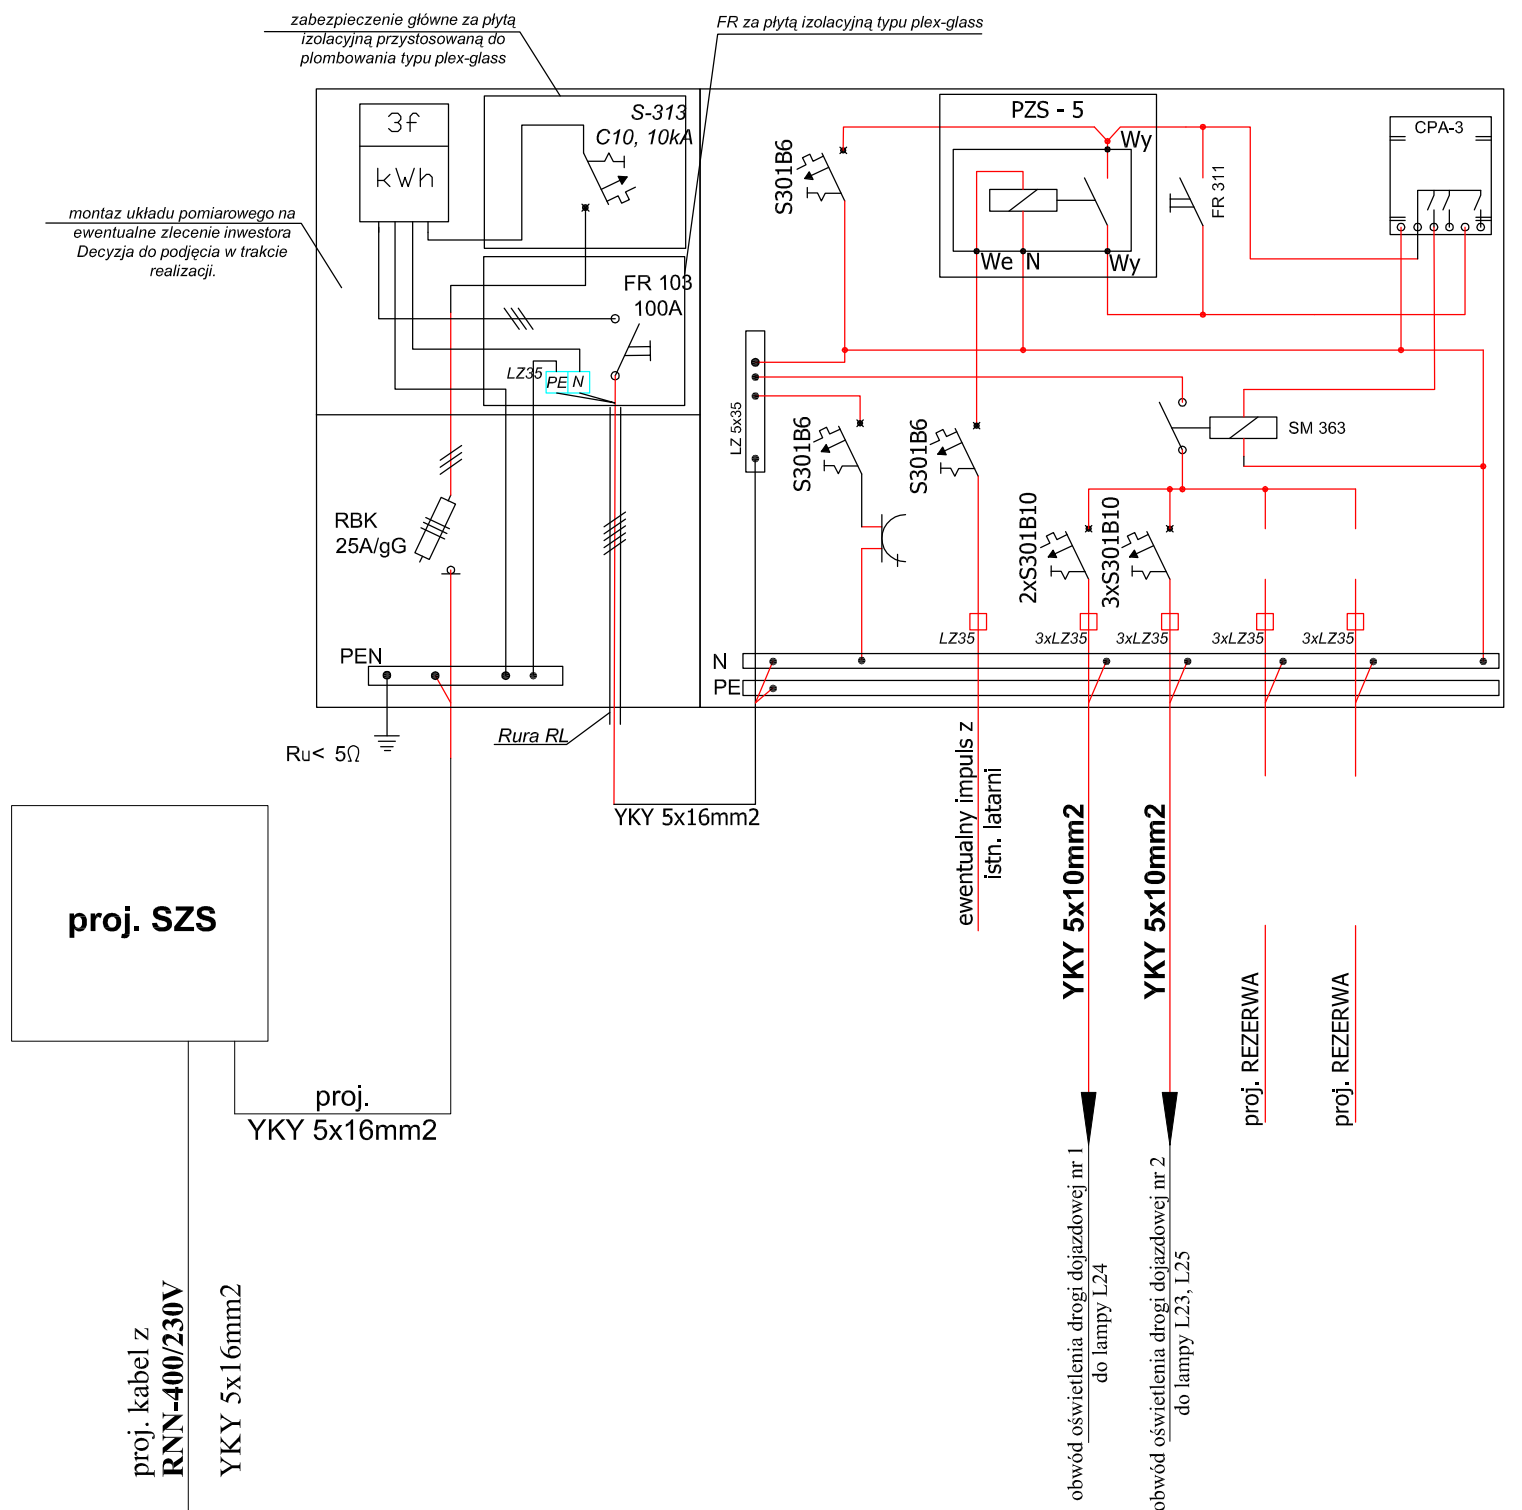 zabezpieczenie główne za płytą
izolacyjną przystosowaną do
plombowania typu plex-glass
FR za płytą izolacyjną typu plex-glass
3f
kWh
S-313
C10, 10kA
montaz układu pomiarowego na
ewentualne zlecenie inwestora
Decyzja do podjęcia w trakcie
realizacji.
FR 103
100A
LZ35
PE
N
RBK
25A/gG
PEN
Ru< 5Ω
Rura RL
YKY 5x16mm2
S301B6
PZS - 5
Wy
We
N
Wy
FR 311
CPA-3
LZ 5x35
S301B6
S301B6
SM 363
2xS301B10
3xS301B10
LZ35
3xLZ35
3xLZ35
3xLZ35
3xLZ35
N
PE
ewentualny impuls z
istn. latarni
YKY 5x10mm2
YKY 5x10mm2
proj. REZERWA
proj. REZERWA
obwód oświetlenia drogi dojazdowej nr 1
do lampy L24
obwód oświetlenia drogi dojazdowej nr 2
do lampy L23, L25
proj. SZS
proj.
YKY 5x16mm2
proj. kabel z
RNN-400/230V
YKY 5x16mm2